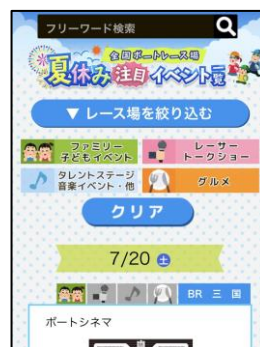 フリーワード検索
全国ボートレース場
夏休み注目イベント一覧
▼ レース場を絞り込む
ファミリー
子どもイベント
レーサー
トークショー
タレントステージ
音楽イベント・他
グルメ
クリア
7/20 土
BR 三 国
ボートシネマ